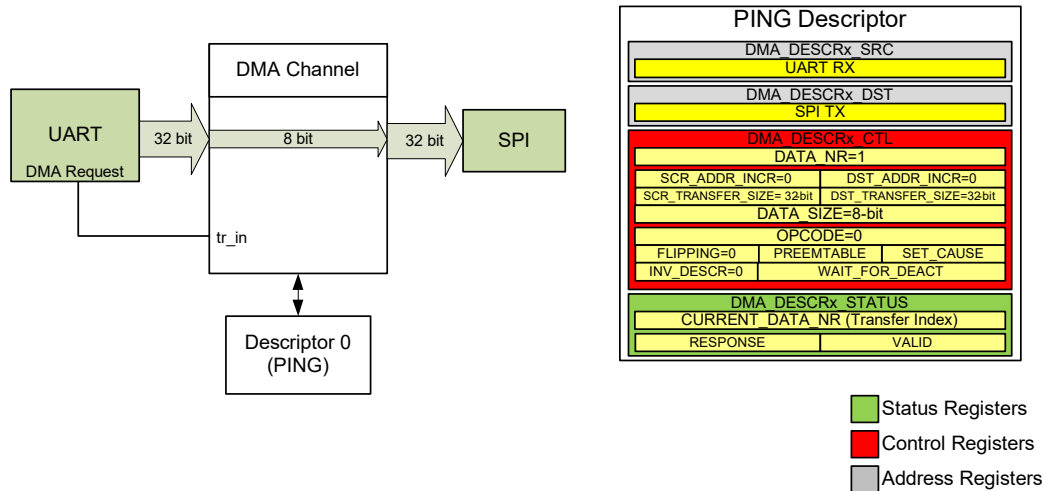 DMA Channel
UART
DMA Request
32 bit
8 bit
32 bit
SPI
tr_in
Descriptor 0
(PING)
PING Descriptor
DMA_DESCRx_SRC
UART RX
DMA_DESCRx_DST
SPI TX
DMA_DESCRx_CTL
DATA_NR=1
SCR_ADDR_INCR=0 DST_ADDR_INCR=0
SCR_TRANSFER_SIZE= 32-bit DST_TRANSFER_SIZE=32-bit
DATA_SIZE=8-bit
OPCODE=0
FLIPPING=0 PREEMTABLE SET_CAUSE
INV_DESCR=0 WAIT_FOR_DEACT
DMA_DESCRx_STATUS
CURRENT_DATA_NR (Transfer Index)
RESPONSE VALID
Status Registers
Control Registers
Address Registers